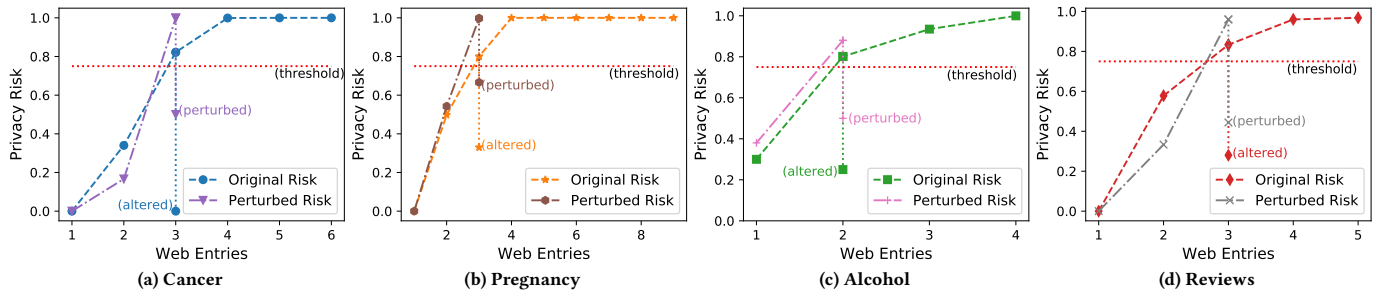 Privacy Risk
1.0
0.8
0.6
0.4
0.2
0.0
(threshold)
(perturbed)
(altered)
Original Risk
Perturbed Risk
1 2 3 4 5 6
Web Entries
(a) Cancer
Privacy Risk
1.0
0.8
0.6
0.4
0.2
0.0
(threshold)
(perturbed)
(altered)
Original Risk
Perturbed Risk
2 4 6 8
Web Entries
(b) Pregnancy
Privacy Risk
1.0
0.8
0.6
0.4
0.2
0.0
(threshold)
(perturbed)
(altered)
Original Risk
Perturbed Risk
1 2 3 4
Web Entries
(c) Alcohol
Privacy Risk
1.0
0.8
0.6
0.4
0.2
0.0
(threshold)
(perturbed)
(altered)
Original Risk
Perturbed Risk
1 2 3 4 5
Web Entries
(d) Reviews